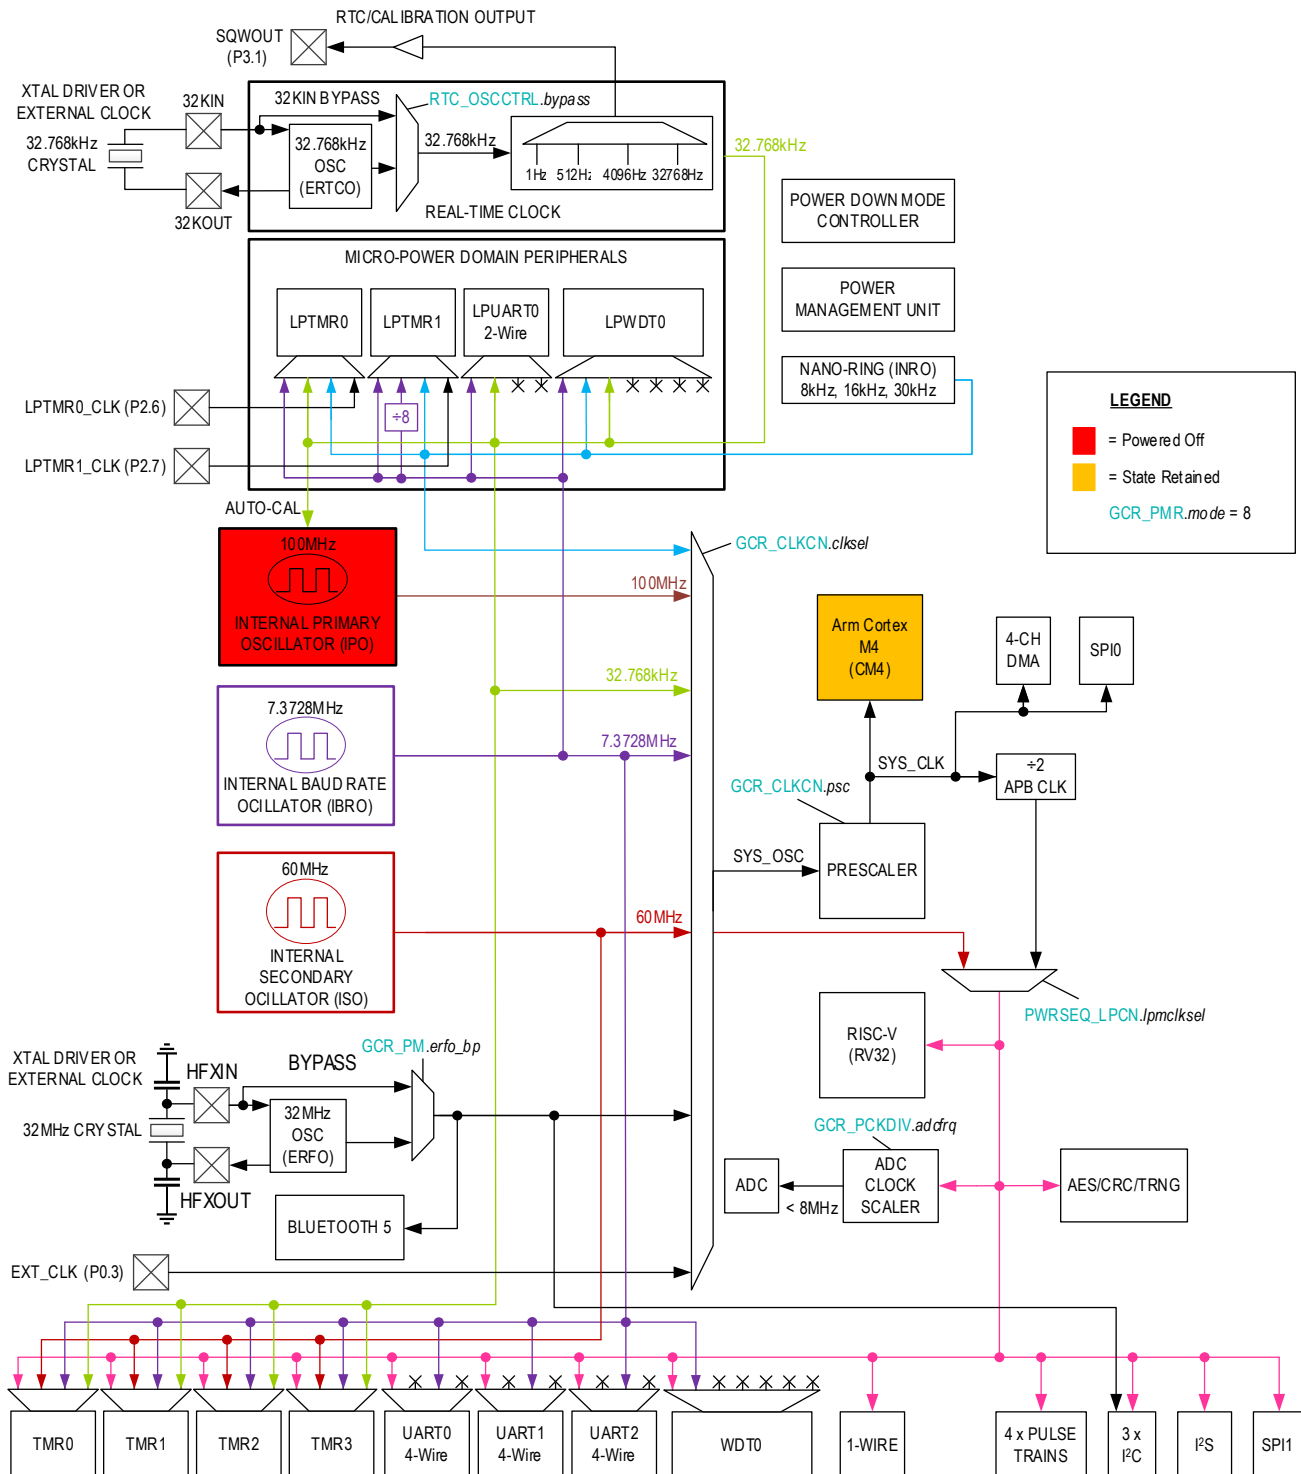 RTC/CALIBRATION OUTPUT
SQWOUT
(P3.1)
XTAL DRIVER OR
EXTERNAL CLOCK
32KIN
32KIN BYPASS
RTC_OSCCTRL.bypass
32.768kHz
CRYSTAL
32.768kHz
OSC
(ERTCO)
32.768kHz
32.768kHz
1Hz 512Hz 4096Hz 32768Hz
32KOUT
REAL-TIME CLOCK
POWER DOWN MODE
CONTROLLER
MICRO-POWER DOMAIN PERIPHERALS
POWER
MANAGEMENT UNIT
LPTMR0
LPTMR1
LPUART0
2-Wire
LPWDT0
NANO-RING (INRO)
8kHz, 16kHz, 30kHz
LPTMR0_CLK (P2.6)
÷8
LPTMR1_CLK (P2.7)
LEGEND
= Powered Off
= State Retained
GCR_PMR.mode = 8
AUTO-CAL
100MHz
INTERNAL PRIMARY
OSCILLATOR (IPO)
GCR_CLKCN.clksel
100MHz
Arm Cortex
M4
(CM4)
4-CH
DMA
SPI0
32.768kHz
7.3728MHz
INTERNAL BAUD RATE
OCILLATOR (IBRO)
7.3728MHz
SYS_CLK
÷2
APB CLK
GCR_CLKCN.psc
SYS_OSC
PRESCALER
60MHz
INTERNAL
SECONDARY
OCILLATOR (ISO)
60MHz
PWRSEQ_LPCN.lpmclksel
RISC-V
(RV32)
XTAL DRIVER OR
EXTERNAL CLOCK
HFXIN
BYPASS
GCR_PM.erfo_bp
32MHz CRYSTAL
32MHz
OSC
(ERFO)
HFXOUT
GCR_PCKDIV.adcfrq
ADC
< 8MHz
ADC
CLOCK
SCALER
AES/CRC/TRNG
BLUETOOTH 5
EXT_CLK (P0.3)
TMR0
TMR1
TMR2
TMR3
UART0
4-Wire
UART1
4-Wire
UART2
4-Wire
WDT0
1-WIRE
4 x PULSE
TRAINS
3 x
I²C
I²S
SPI1